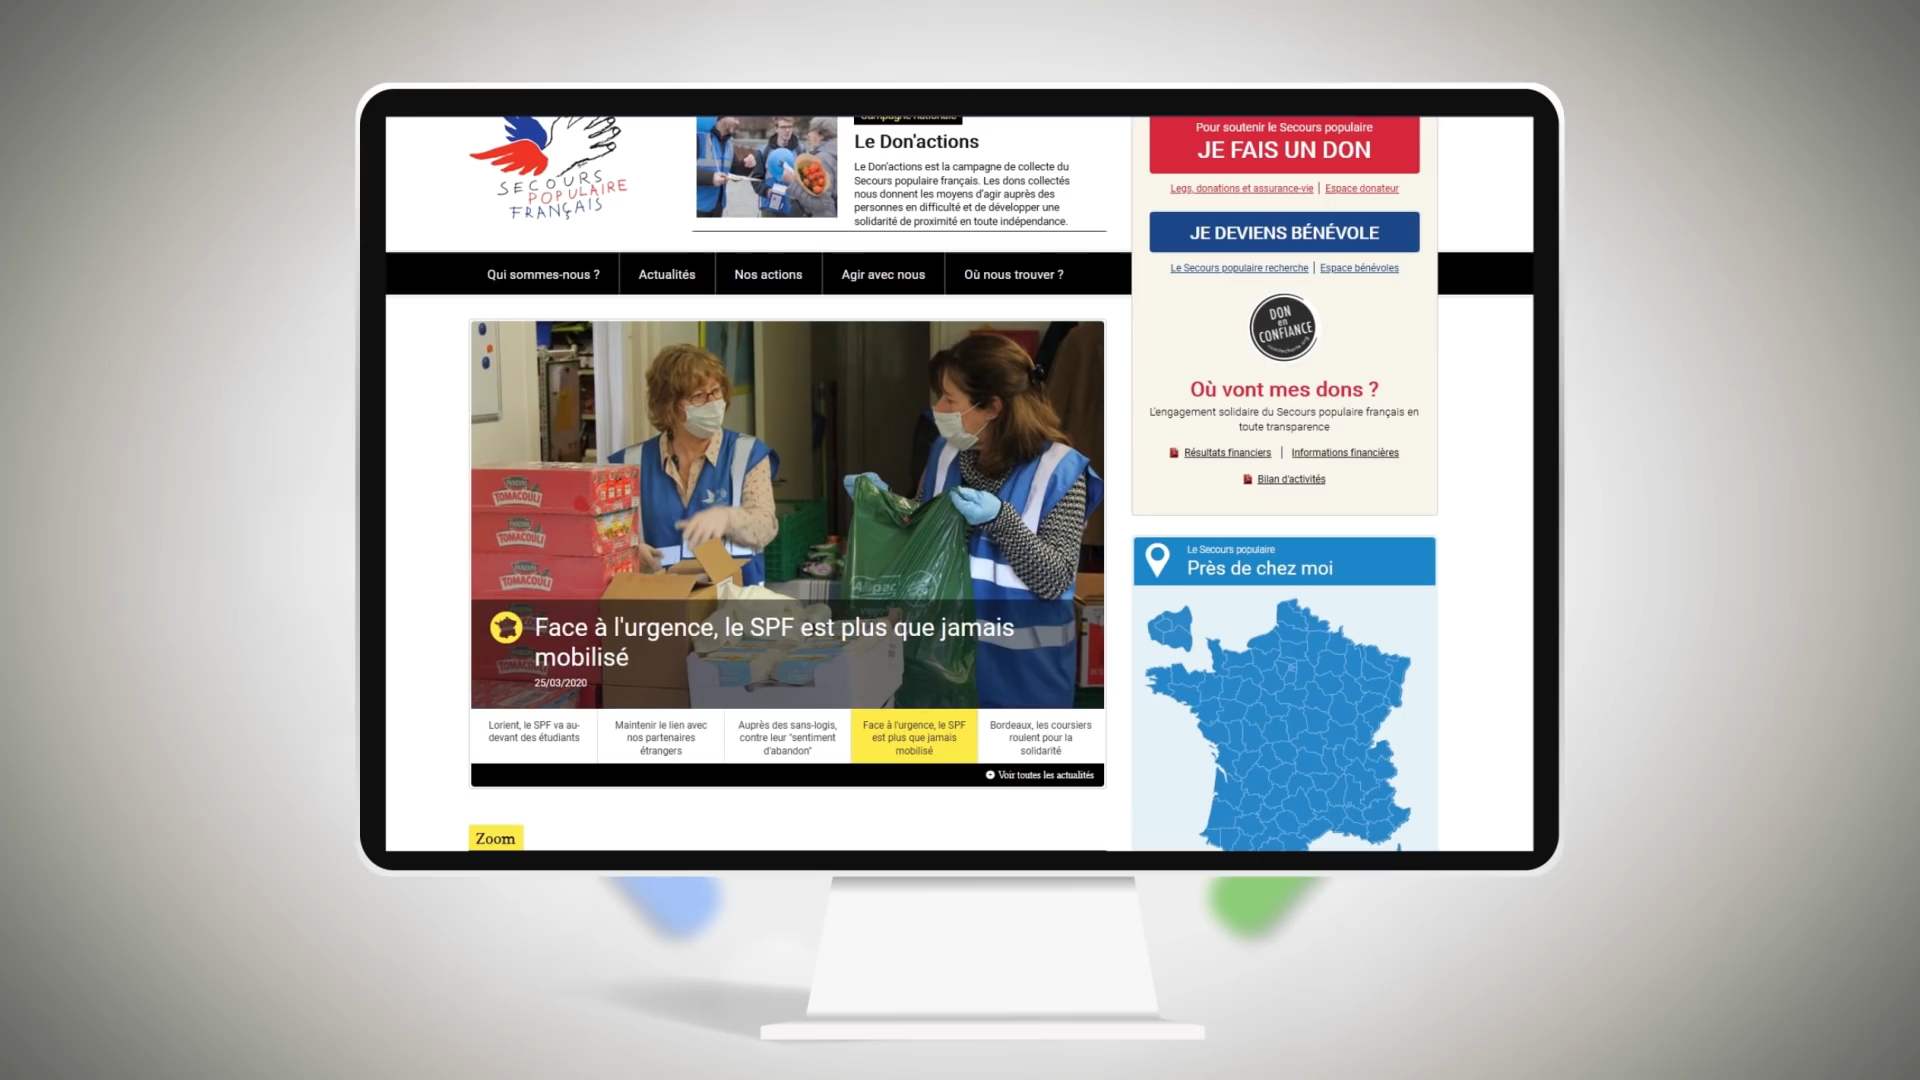 SECOURS
POPULAIRE
FRANÇAIS
Campagne nationale
Le Don'actions
Le Don'actions est la campagne de collecte du
Secours populaire français. Les dons collectés
nous donnent les moyens d'agir auprès des
personnes en difficulté et de développer une
solidarité de proximité en toute indépendance.
Pour soutenir le Secours populaire
JE FAIS UN DON
Legs, donations et assurance-vie | Espace donateur
JE DEVIENS BÉNÉVOLE
Le Secours populaire recherche | Espace bénévoles
Qui sommes-nous ?
Actualités
Nos actions
Agir avec nous
Où nous trouver ?
DON
en
CONFIANCE
Où vont mes dons ?
L'engagement solidaire du Secours populaire français en
toute transparence
Résultats financiers | Informations financières
Bilan d'activités
TOMACOULI
TOMACOULI
TOMACOULI
Face à l'urgence, le SPF est plus que jamais
mobilisé
25/03/2020
Lorient, le SPF va au-
devant des étudiants
Maintenir le lien avec
nos partenaires
étrangers
Auprès des sans-logis,
contre leur "sentiment
d'abandon"
Face à l'urgence, le SPF
est plus que jamais
mobilisé
Bordeaux, les coursiers
roulent pour la
solidarité
Voir toutes les actualités
Le Secours populaire
Près de chez moi
Zoom